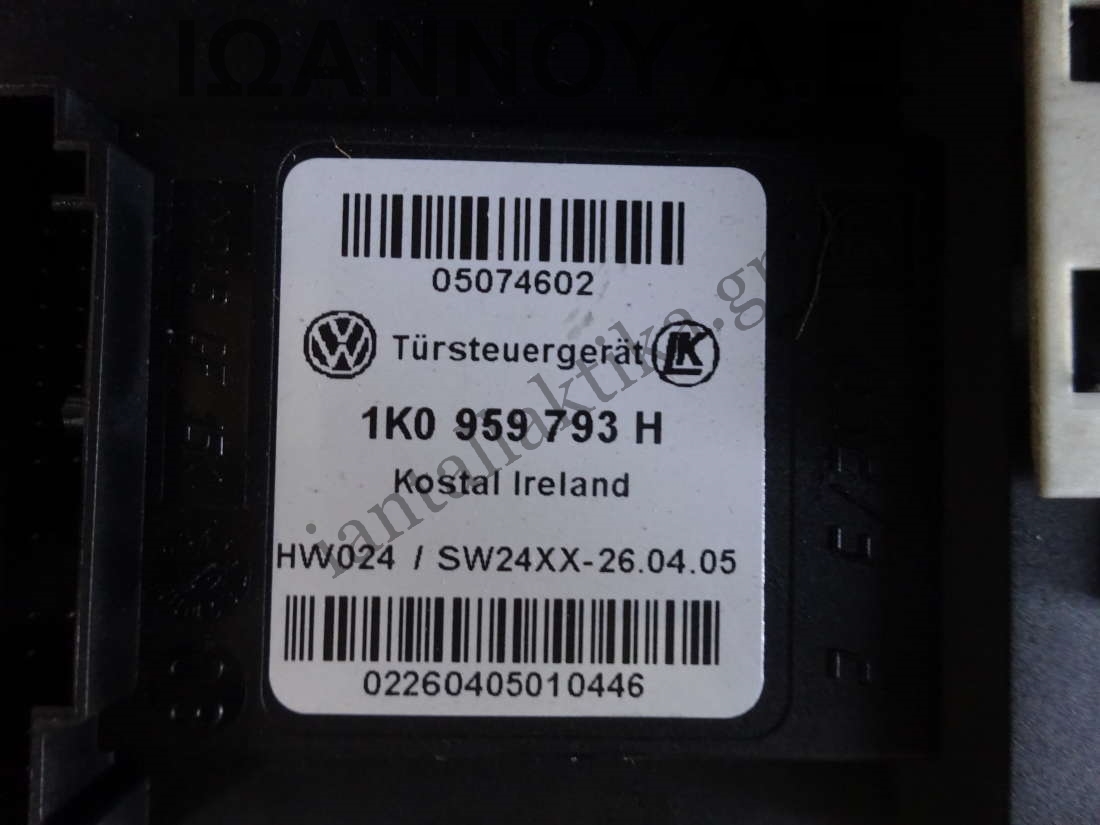 ΙΩΑΝΝΟΥ Α.Ε.
05074602
Türsteuergerät
1K0 959 793 H
Kostal Ireland
HW024 / SW24XX-26.04.05
02260405010446
iantallaktika.gr